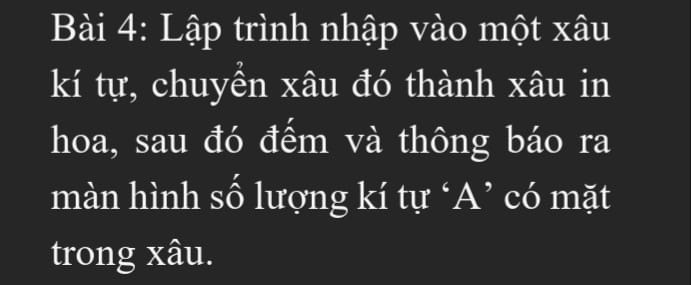 Bài 4: Lập trình nhập vào một xâu
kí tự, chuyển xâu đó thành xâu in
hoa, sau đó đếm và thông báo ra
màn hình số lượng kí tự ‘A’ có mặt
trong xâu.